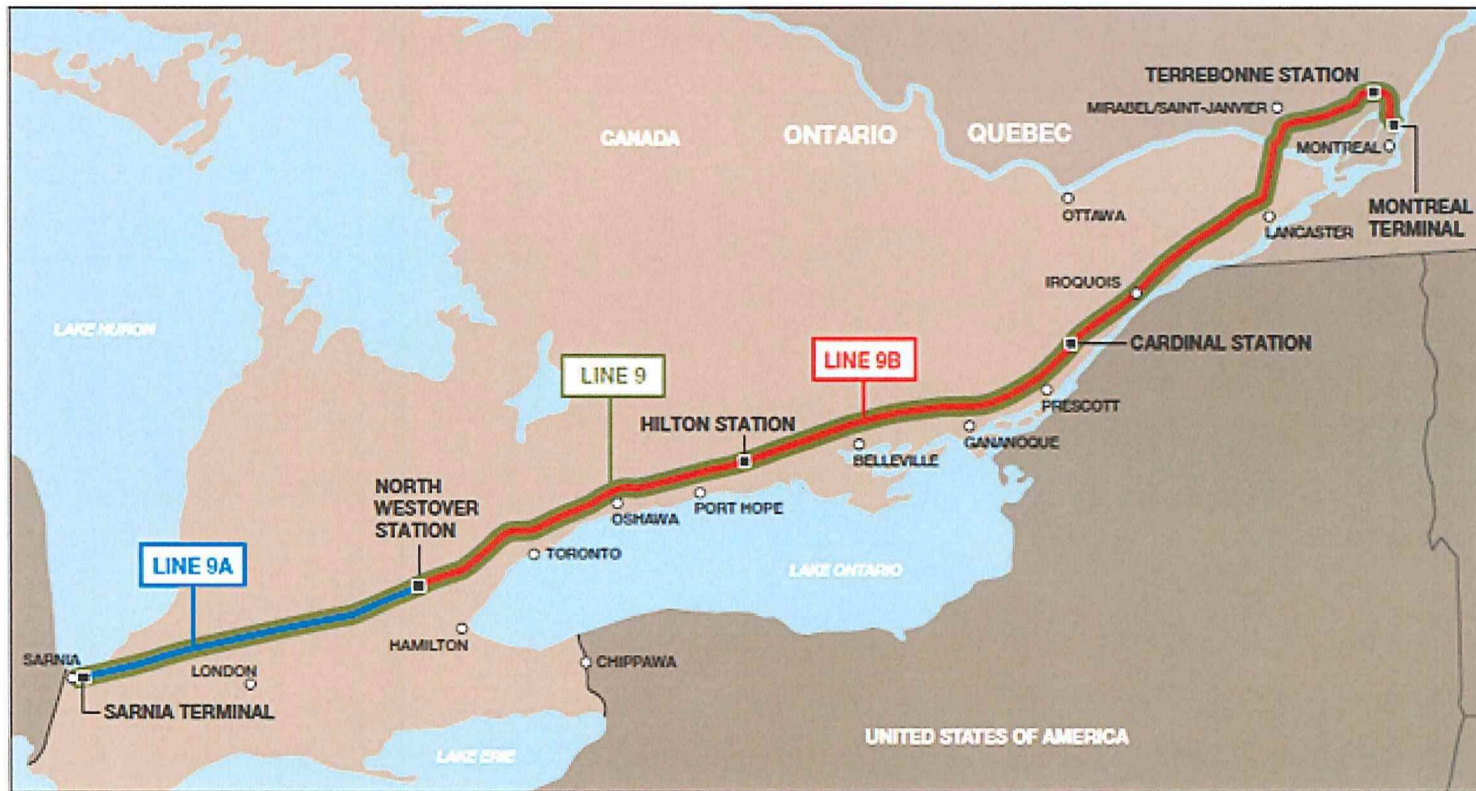 TERREBONNE STATION
MIRABEL/SAINT-JANVIER
CANADA
ONTARIO
QUEBEC
MONTREAL
OTTAWA
MONTREAL
TERMINAL
LANCASTER
IROQUOIS
LAKE HURON
CARDINAL STATION
LINE 9
LINE 9B
PRESCOTT
HILTON STATION
GANANOQUE
BELLEVILLE
NORTH
WESTOVER
STATION
OSHAWA
PORT HOPE
TORONTO
LINE 9A
LAKE ONTARIO
HAMILTON
SARNIA
LONDON
CHIPPAWA
SARNIA TERMINAL
UNITED STATES OF AMERICA
LAKE ERIE